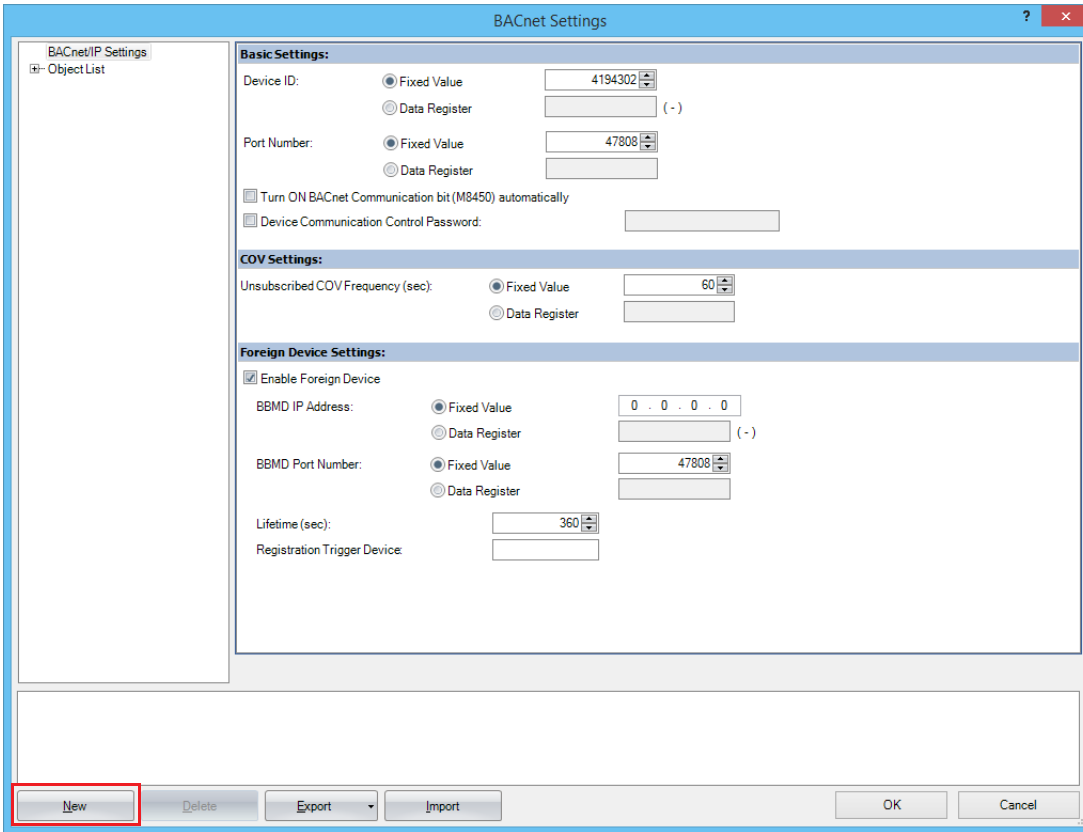 BACnet Settings
?
BACnet/IP Settings
Object List
Basic Settings:
Device ID: Fixed Value 4194302
Data Register (-)
Port Number: Fixed Value 47808
Data Register
Turn ON BACnet Communication bit (M8450) automatically
Device Communication Control Password:
COV Settings:
Unsubscribed COV Frequency (sec): Fixed Value 60
Data Register
Foreign Device Settings:
Enable Foreign Device
BBMD IP Address: Fixed Value 0 . 0 . 0 . 0
Data Register (-)
BBMD Port Number: Fixed Value 47808
Data Register
Lifetime (sec): 360
Registration Trigger Device:
New Delete Export Import OK Cancel